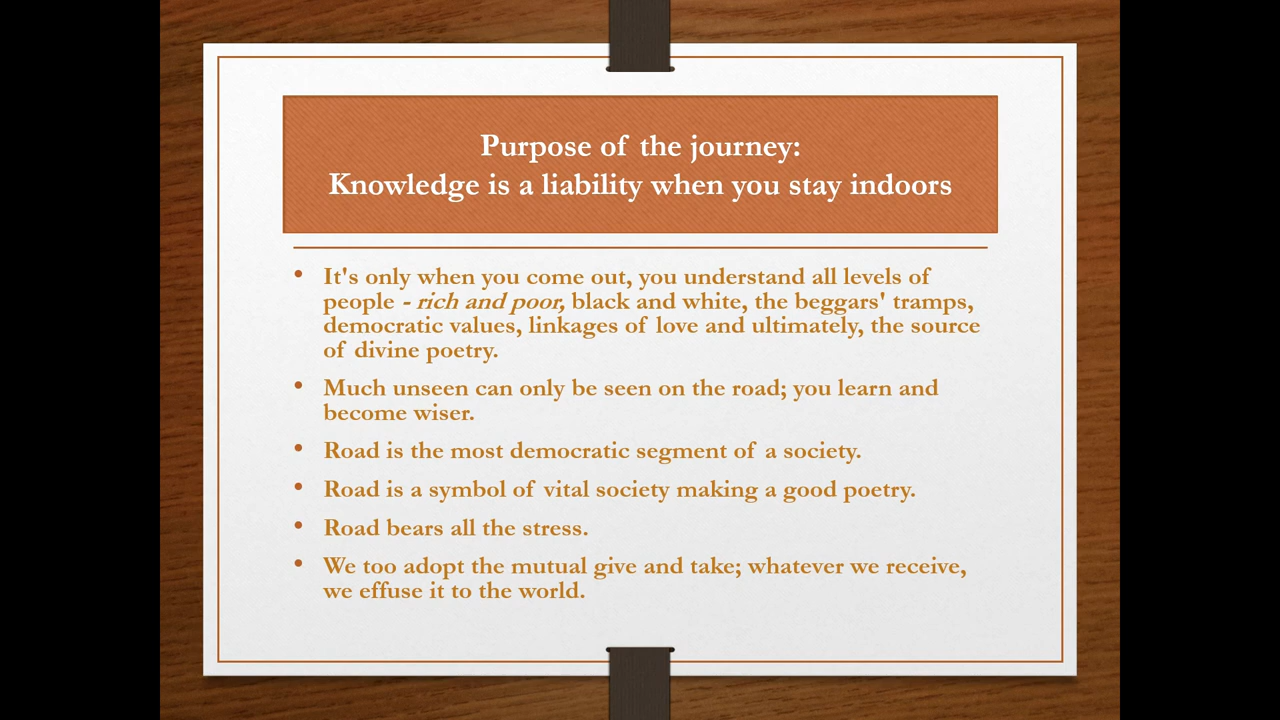 Purpose of the journey:
Knowledge is a liability when you stay indoors
• It's only when you come out, you understand all levels of
people - rich and poor, black and white, the beggars' tramps,
democratic values, linkages of love and ultimately, the source
of divine poetry.
• Much unseen can only be seen on the road; you learn and
become wiser.
• Road is the most democratic segment of a society.
• Road is a symbol of vital society making a good poetry.
• Road bears all the stress.
• We too adopt the mutual give and take; whatever we receive,
we effuse it to the world.